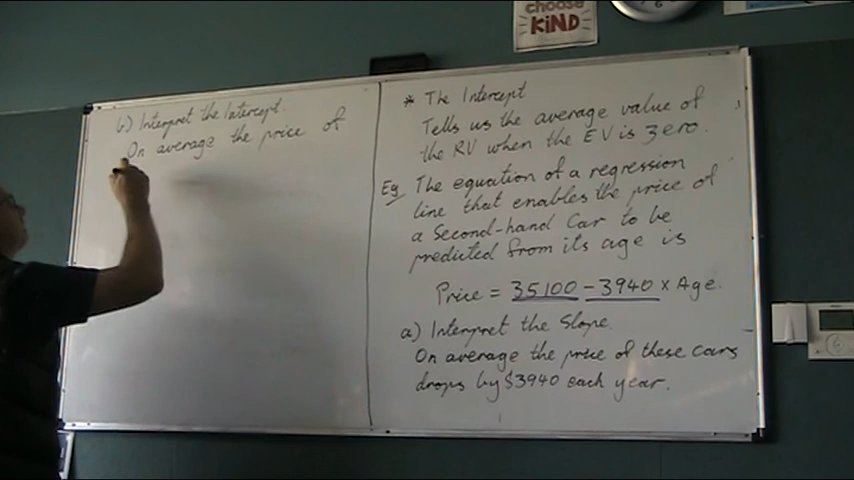 choose
KiND
b) Interpret the Intercept.
On average the price of
* The Intercept
Tells us the average value of
the RV when the EV is zero.
Eg The equation of a regression
line that enables the price of
a Second-hand Car to be
predicted from its age is
Price = 35100 - 3940 x Age.
a) Interpret the Slope.
On average the price of these cars
drops by $3940 each year.